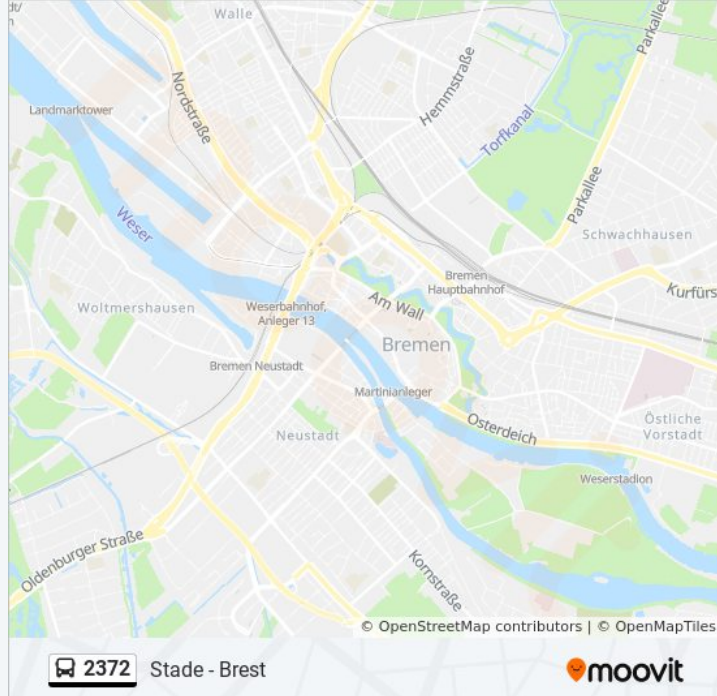 dt/
Walle
Parkallee
Hemmstraße
Nordstraße
Landmarktower
Torfkanal
Parkallee
Weser
Schwachhausen
Bremen
Hauptbahnhof
Kurfürs
Woltmershausen
Weserbahnhof,
Anleger 13
Am Wall
Bremen
Bremen Neustadt
Martinianleger
Neustadt
Osterdeich
Östliche
Vorstadt
Weserstadion
Oldenburger Straße
Kornstraße
© OpenStreetMap contributors | © OpenMapTiles
2372 Stade - Brest
moovit